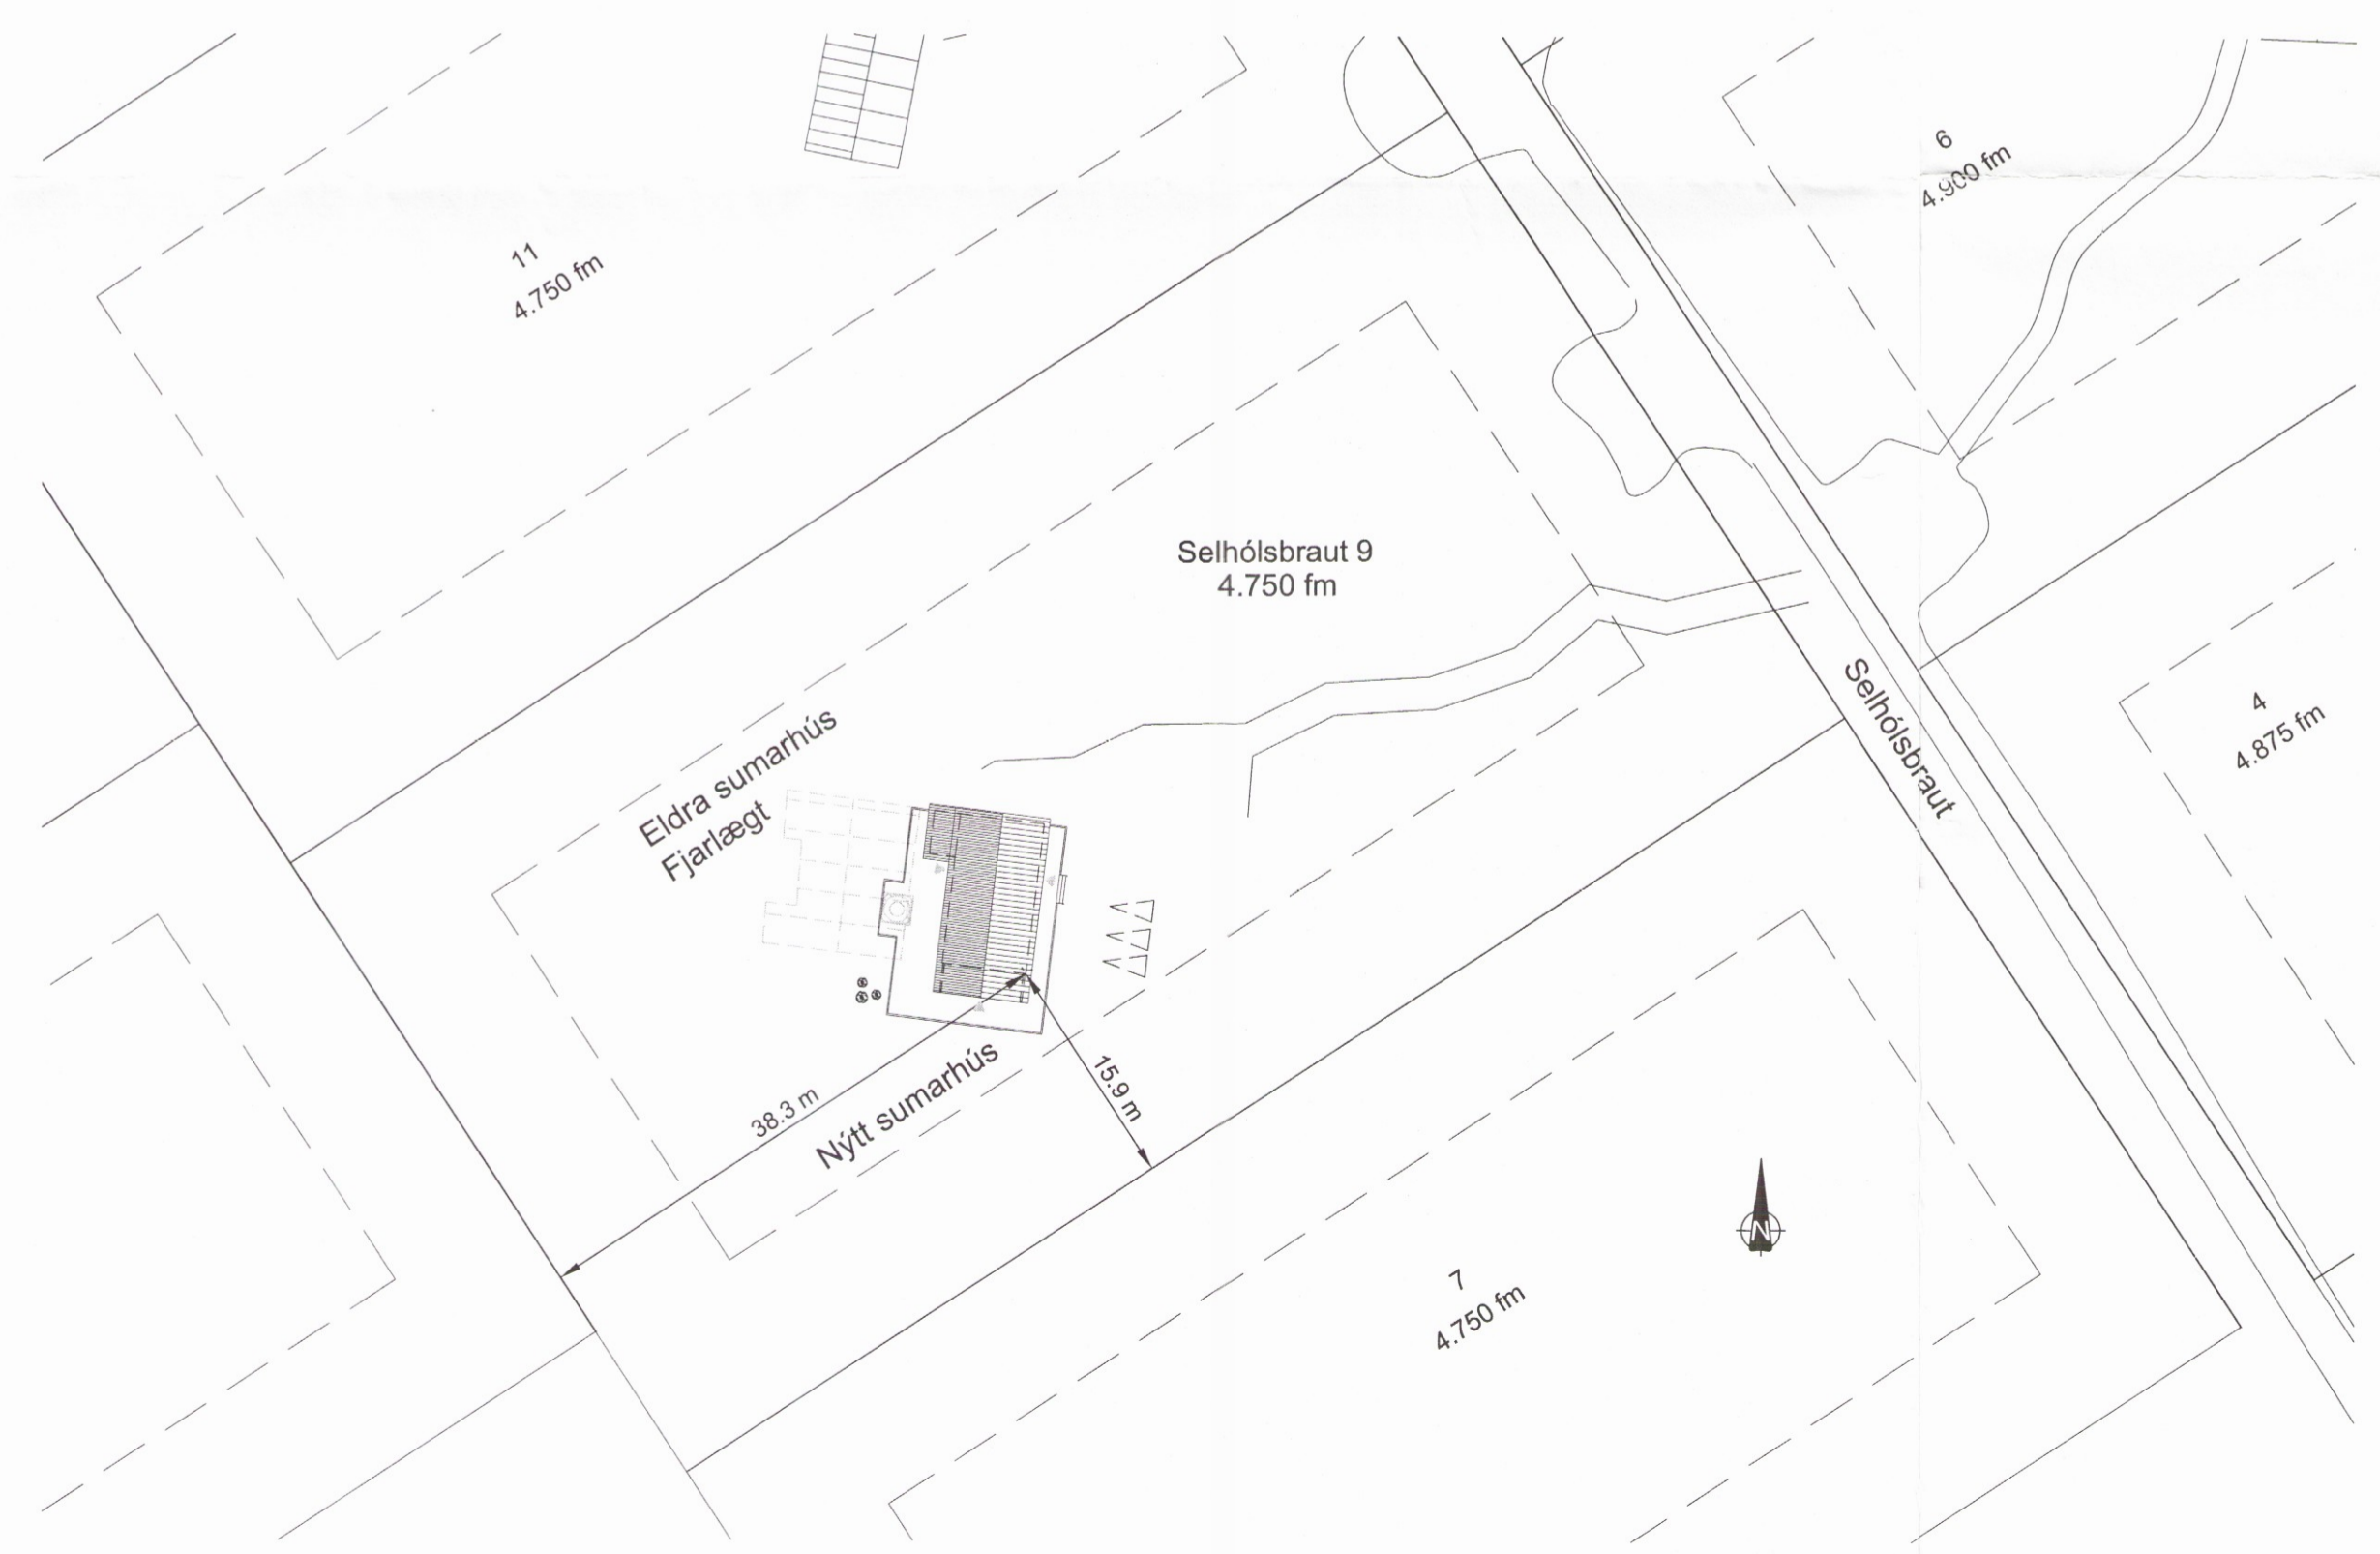 6
4.900 fm
11
4.750 fm
Selhólsbraut 9
4.750 fm
Selhólsbraut
4
4.875 fm
Eldra sumarhús
Fjarlægt
38.3 m
Nýtt sumarhús
15.9 m
N
7
4.750 fm